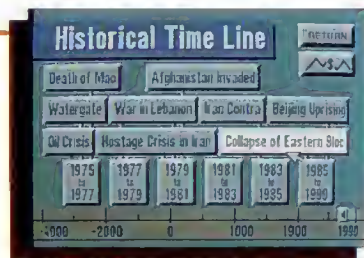 Historical Time Line
RETURN
Death of Mao Afghanistan Invaded
Watergate War in Lebanon Iran Contra Beijing Uprising
Oil Crisis Hostage Crisis in Iran Collapse of Eastern Bloc
1975 to 1977 1977 to 1979 1979 to 1981 1981 to 1983 1983 to 1985 1985 to 1990
-4000 -2000 0 1000 1900 1990